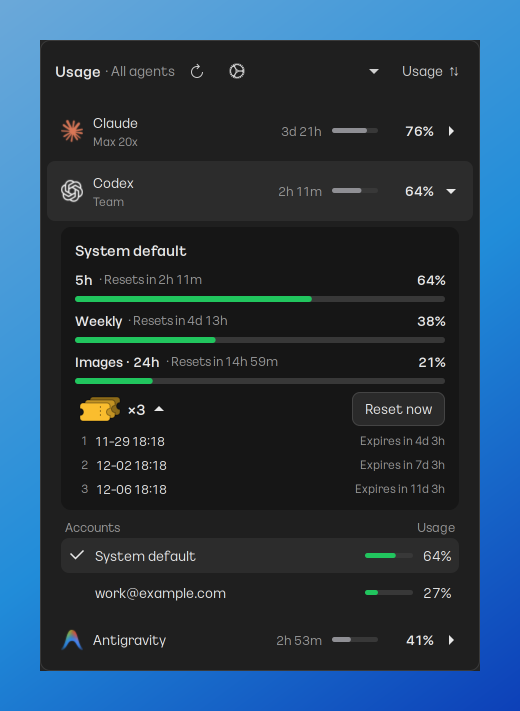 Usage · All agents Usage
Claude
Max 20x
3d 21h 76%
Codex
Team
2h 11m 64%
System default
5h · Resets in 2h 11m 64%
Weekly · Resets in 4d 13h 38%
Images · 24h · Resets in 14h 59m 21%
×3 Reset now
1 11-29 18:18 Expires in 4d 3h
2 12-02 18:18 Expires in 7d 3h
3 12-06 18:18 Expires in 11d 3h
Accounts Usage
System default 64%
work@example.com 27%
Antigravity 2h 53m 41%